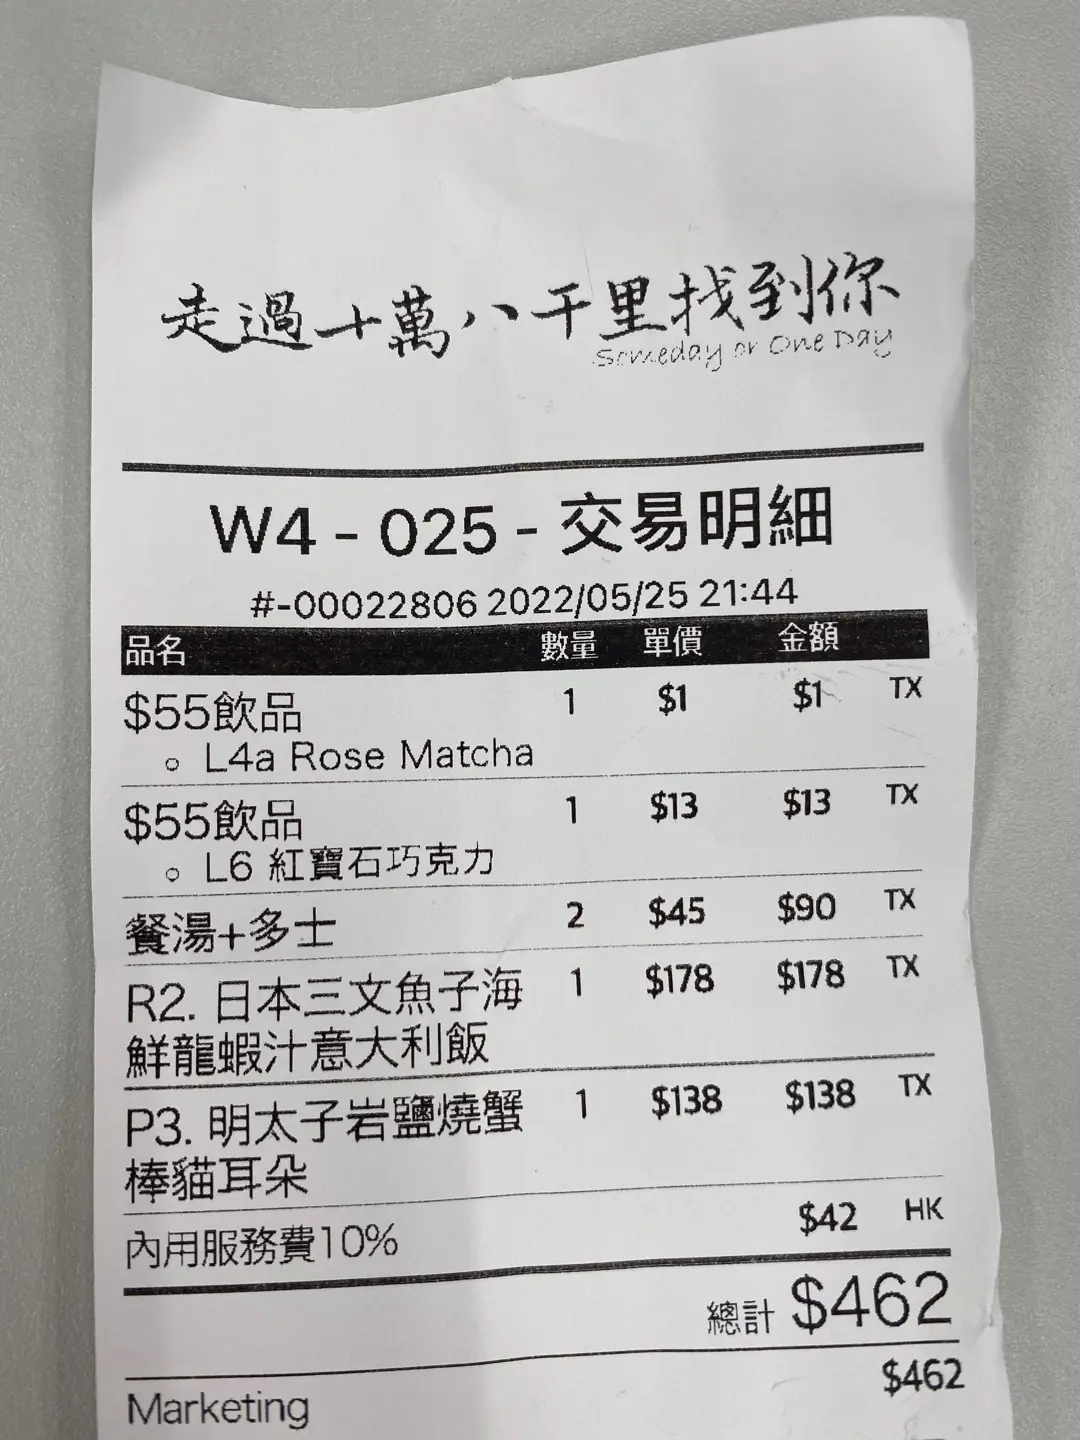 走過十萬八千里找到你
Someday or One Day
W4 - 025 - 交易明細
#-00022806 2022/05/25 21:44
品名 數量 單價 金額
$55飲品 1 $1 $1 TX
L4a Rose Matcha
$55飲品 1 $13 $13 TX
L6 紅寶石巧克力
餐湯+多士 2 $45 $90 TX
R2. 日本三文魚子海 1 $178 $178 TX
鮮龍蝦汁意大利飯
P3. 明太子岩鹽燒蟹 1 $138 $138 TX
棒貓耳朵
內用服務費10% $42 HK
總計 $462
Marketing $462